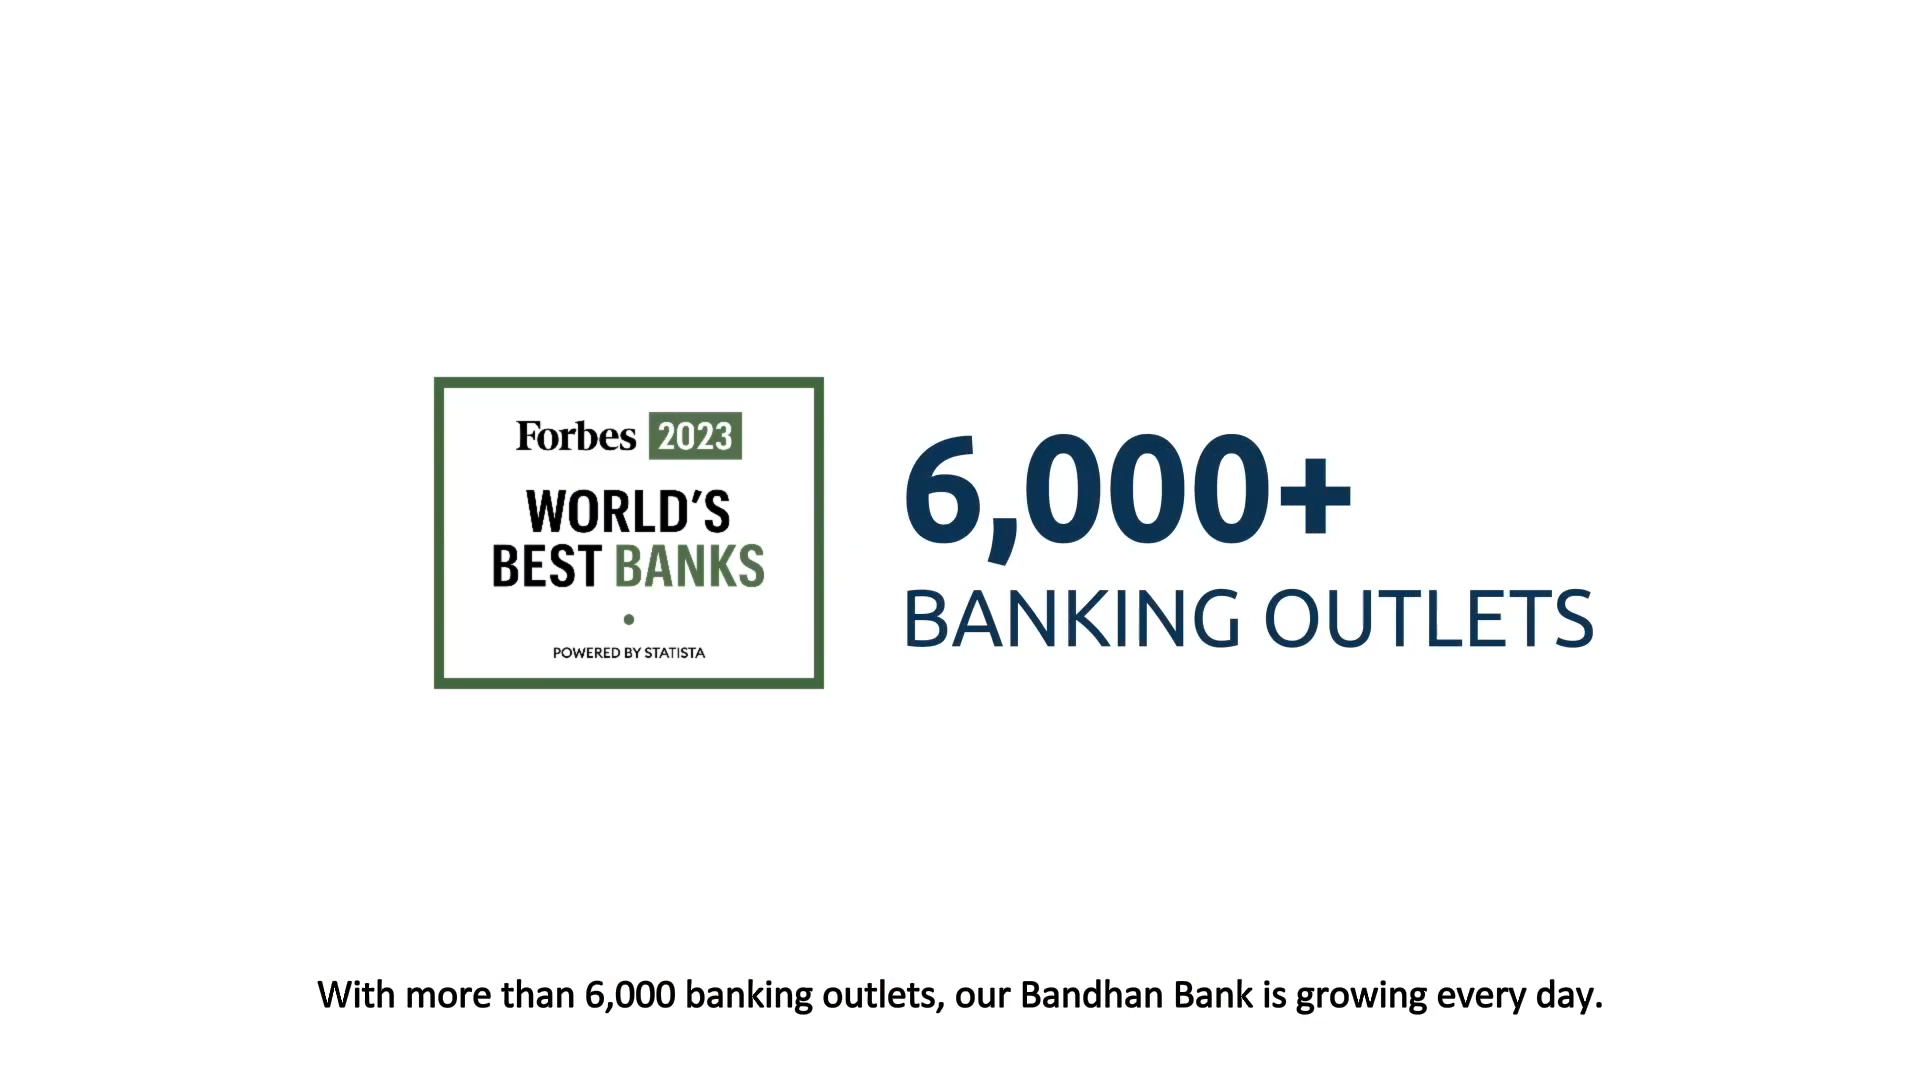 Forbes 2023
WORLD'S
BEST BANKS
POWERED BY STATISTA
6,000+
BANKING OUTLETS
With more than 6,000 banking outlets, our Bandhan Bank is growing every day.